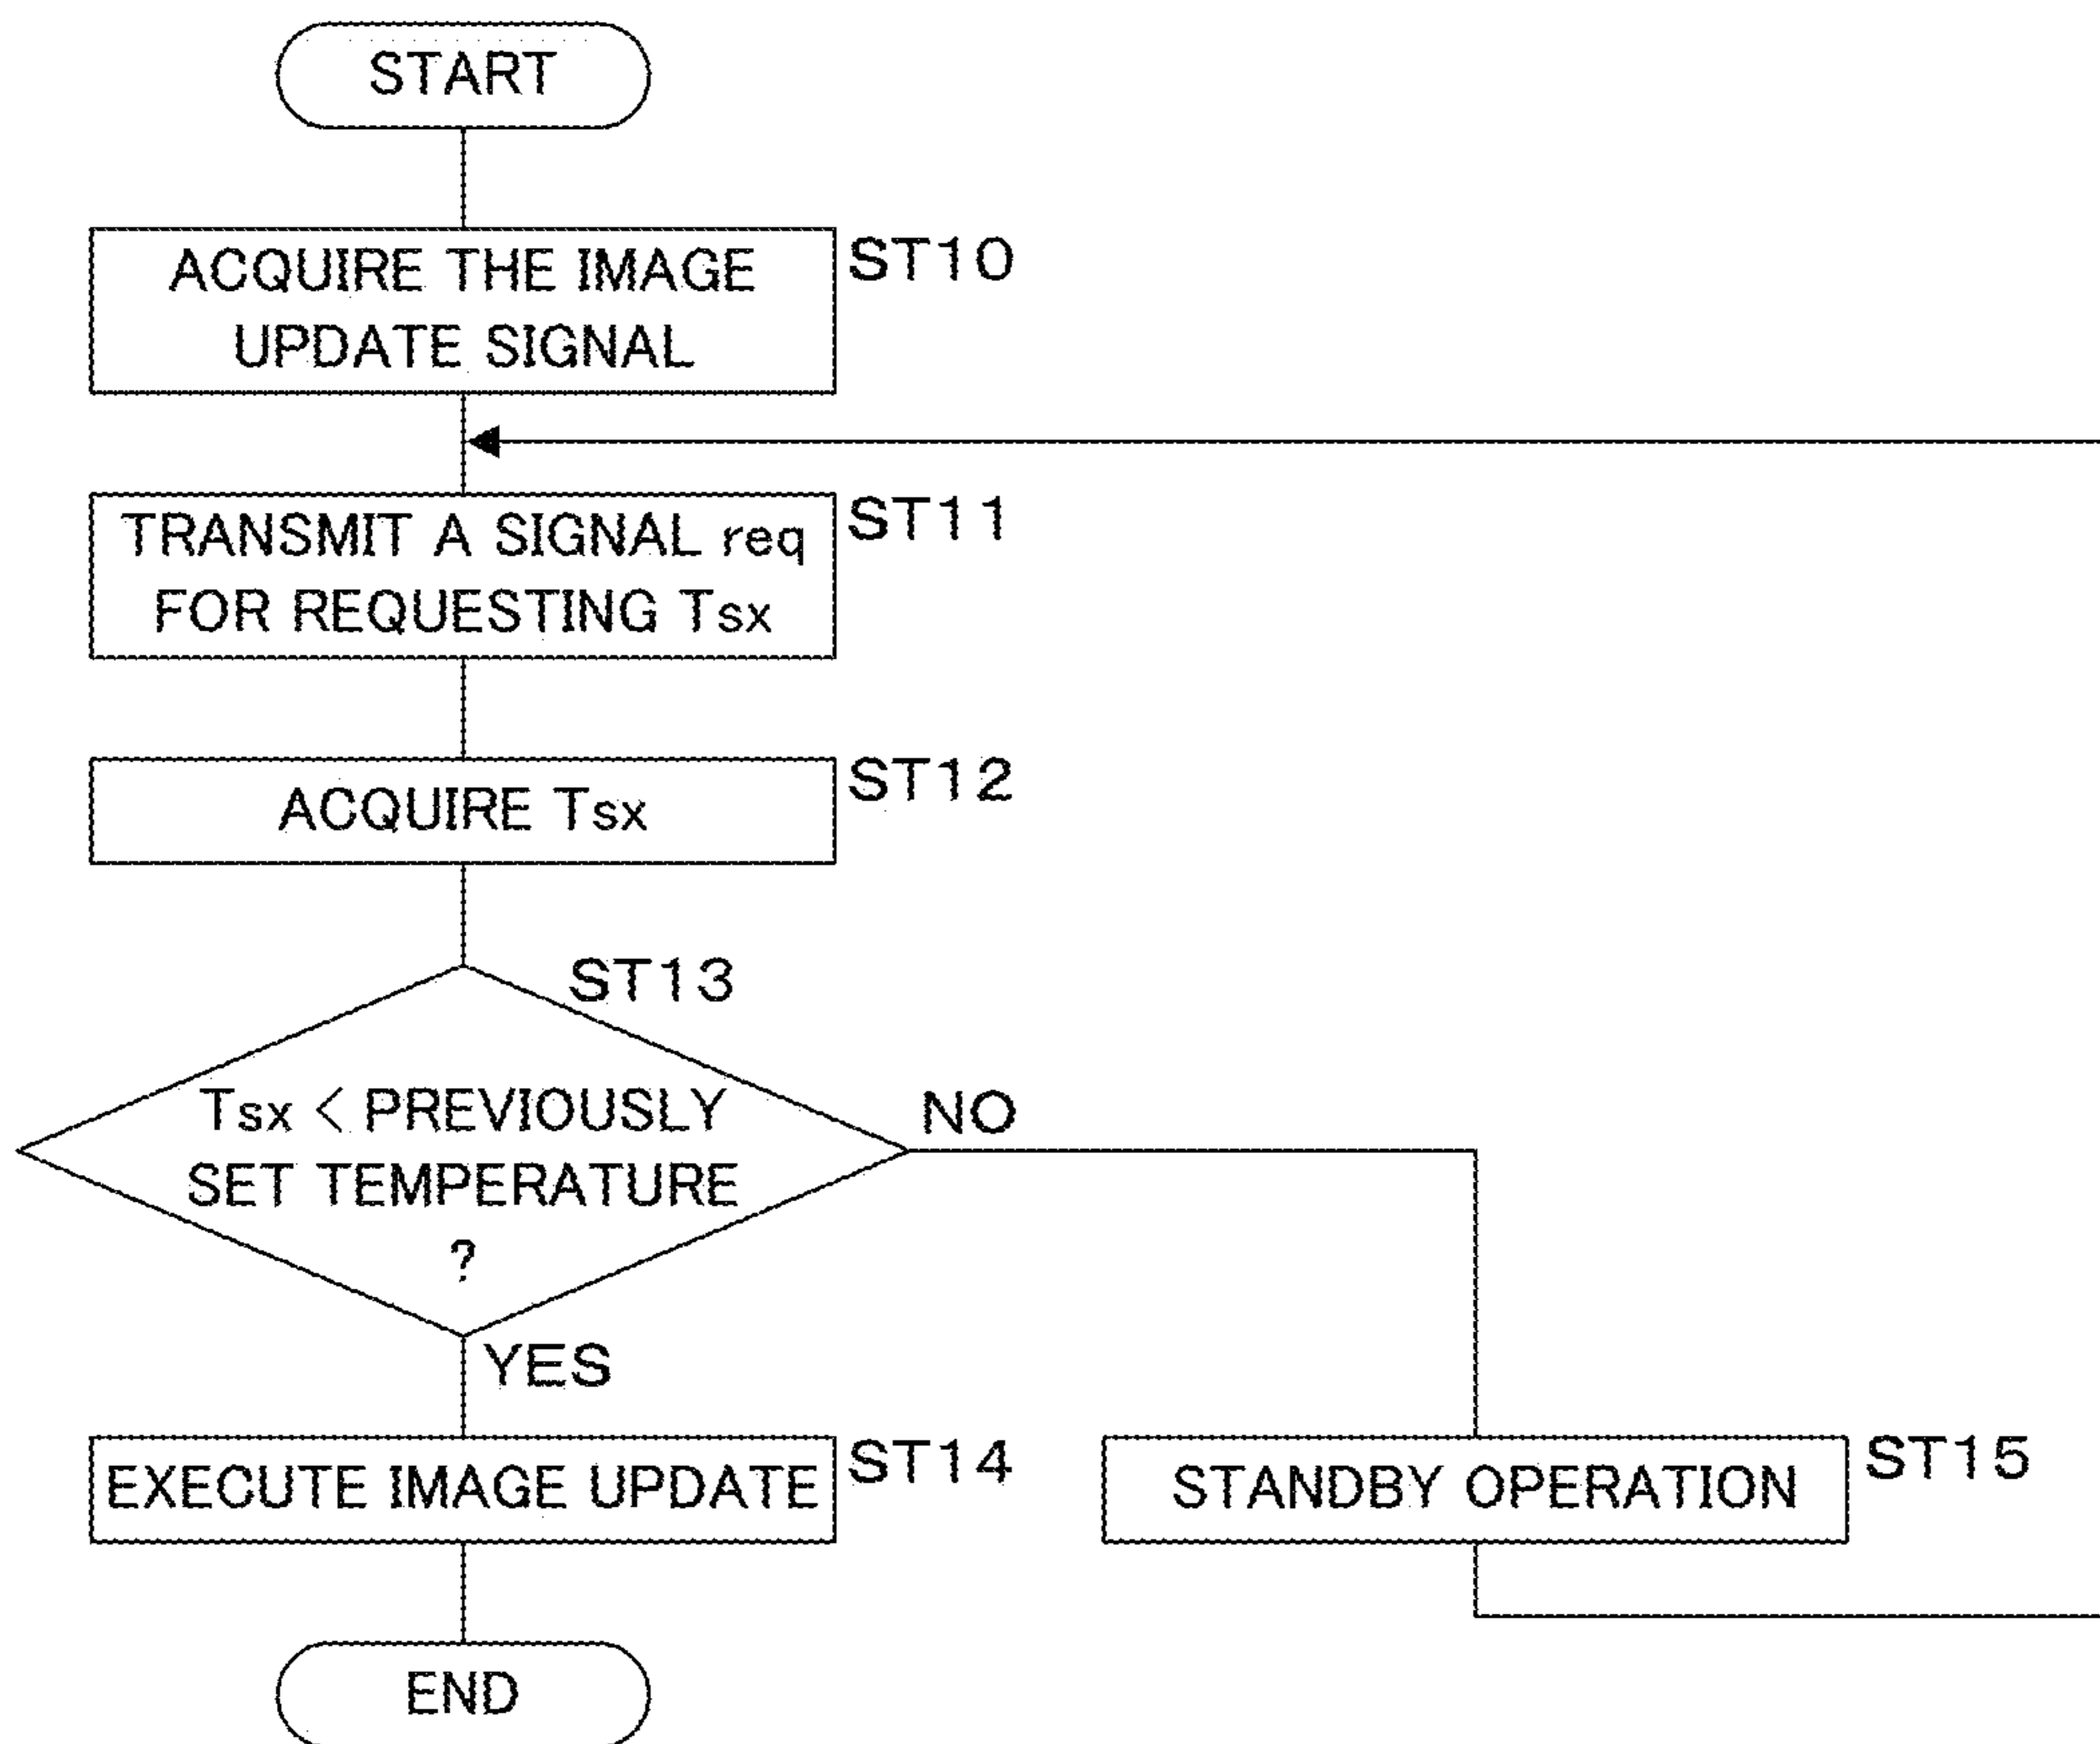 START
ACQUIRE THE IMAGE
UPDATE SIGNAL
ST10
TRANSMIT A SIGNAL req
FOR REQUESTING Tsx
ST11
ACQUIRE Tsx
ST12
ST13
Tsx < PREVIOUSLY
SET TEMPERATURE
?
NO
YES
EXECUTE IMAGE UPDATE
ST14
STANDBY OPERATION
ST15
END